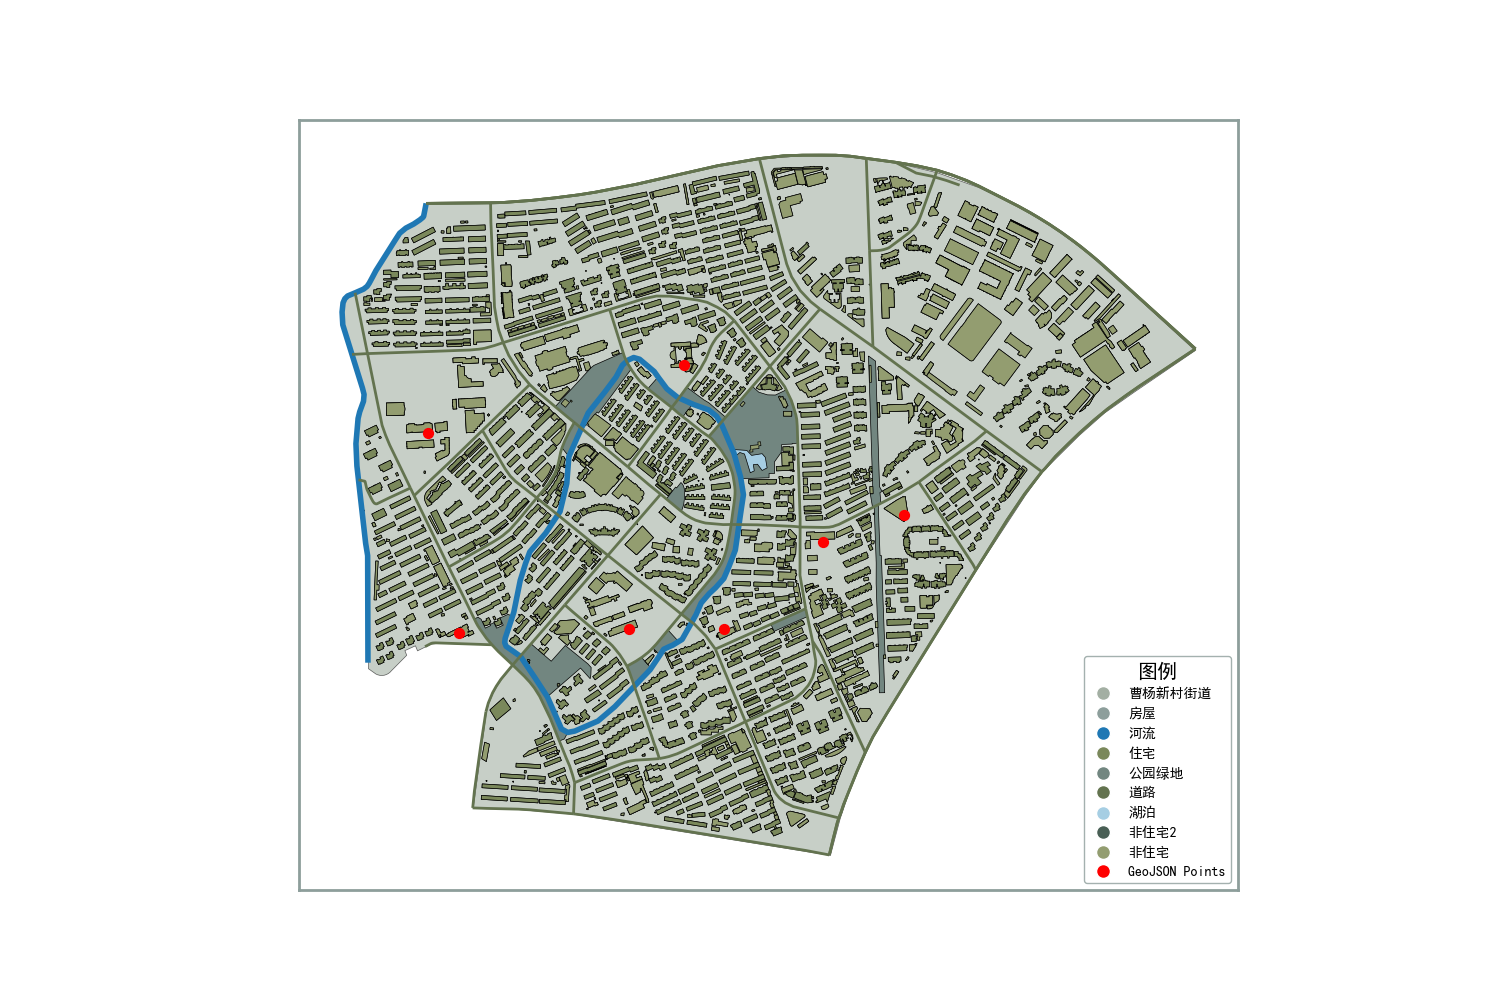 图例
曹杨新村街道
房屋
河流
住宅
公园绿地
道路
湖泊
非住宅2
非住宅
GeoJSON Points